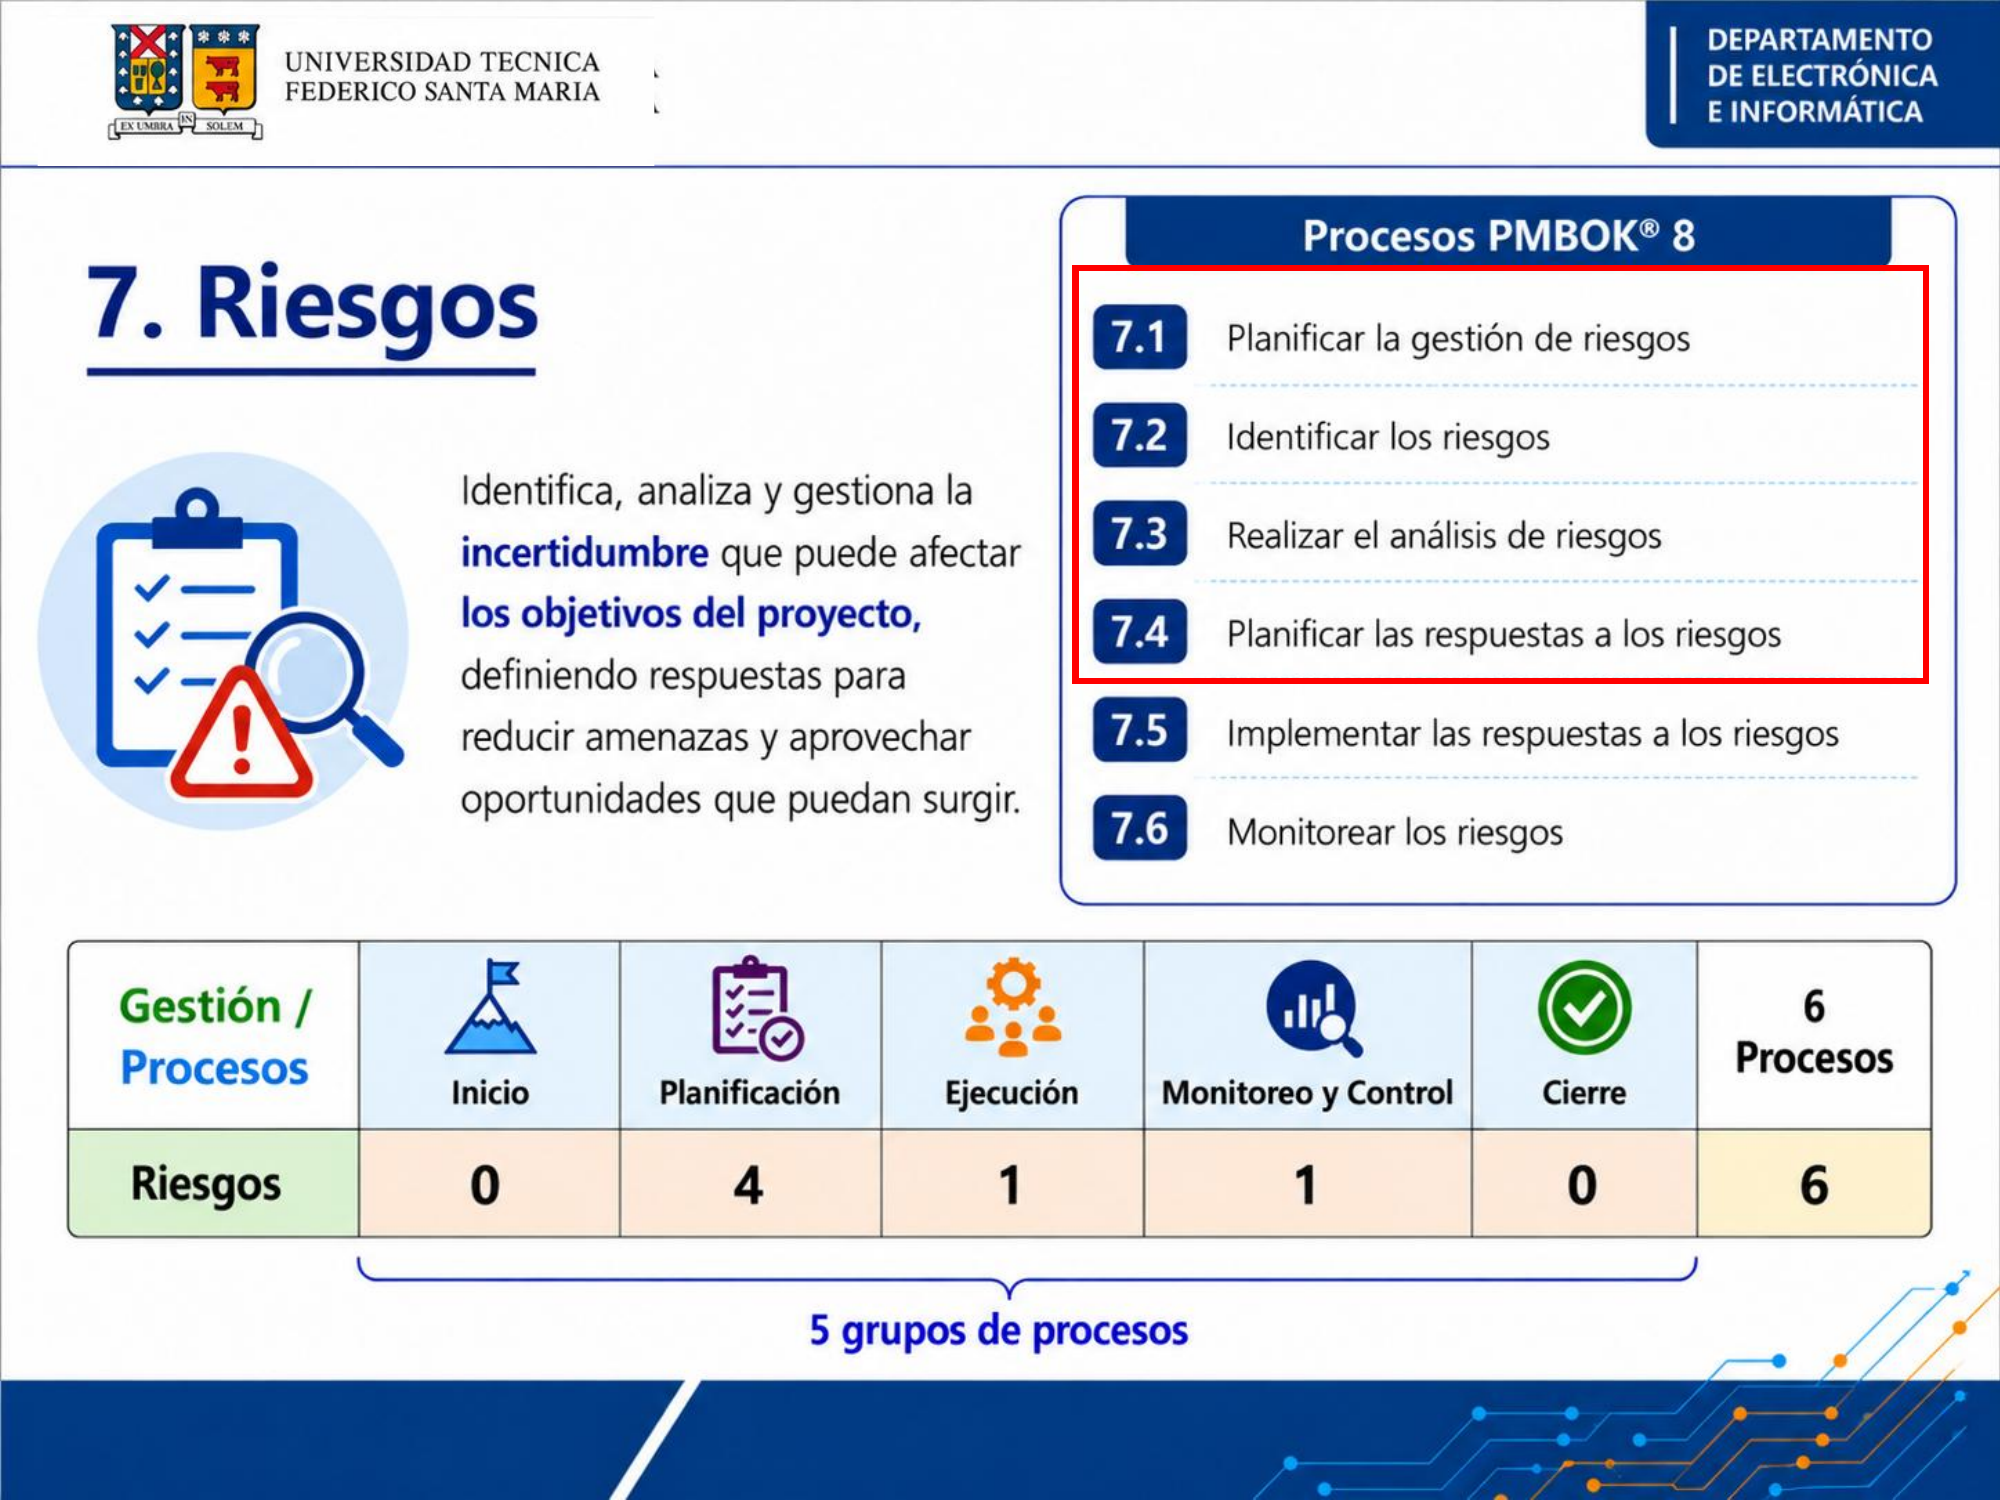 UNIVERSIDAD TECNICA
FEDERICO SANTA MARIA
EX UMBRA IN SOLEM
DEPARTAMENTO
DE ELECTRÓNICA
E INFORMÁTICA
7. Riesgos
Identifica, analiza y gestiona la
incertidumbre que puede afectar
los objetivos del proyecto,
definiendo respuestas para
reducir amenazas y aprovechar
oportunidades que puedan surgir.
Procesos PMBOK® 8
7.1 Planificar la gestión de riesgos
7.2 Identificar los riesgos
7.3 Realizar el análisis de riesgos
7.4 Planificar las respuestas a los riesgos
7.5 Implementar las respuestas a los riesgos
7.6 Monitorear los riesgos
Gestión /
Procesos
Inicio
Planificación
Ejecución
Monitoreo y Control
Cierre
6
Procesos
Riesgos 0 4 1 1 0 6
5 grupos de procesos